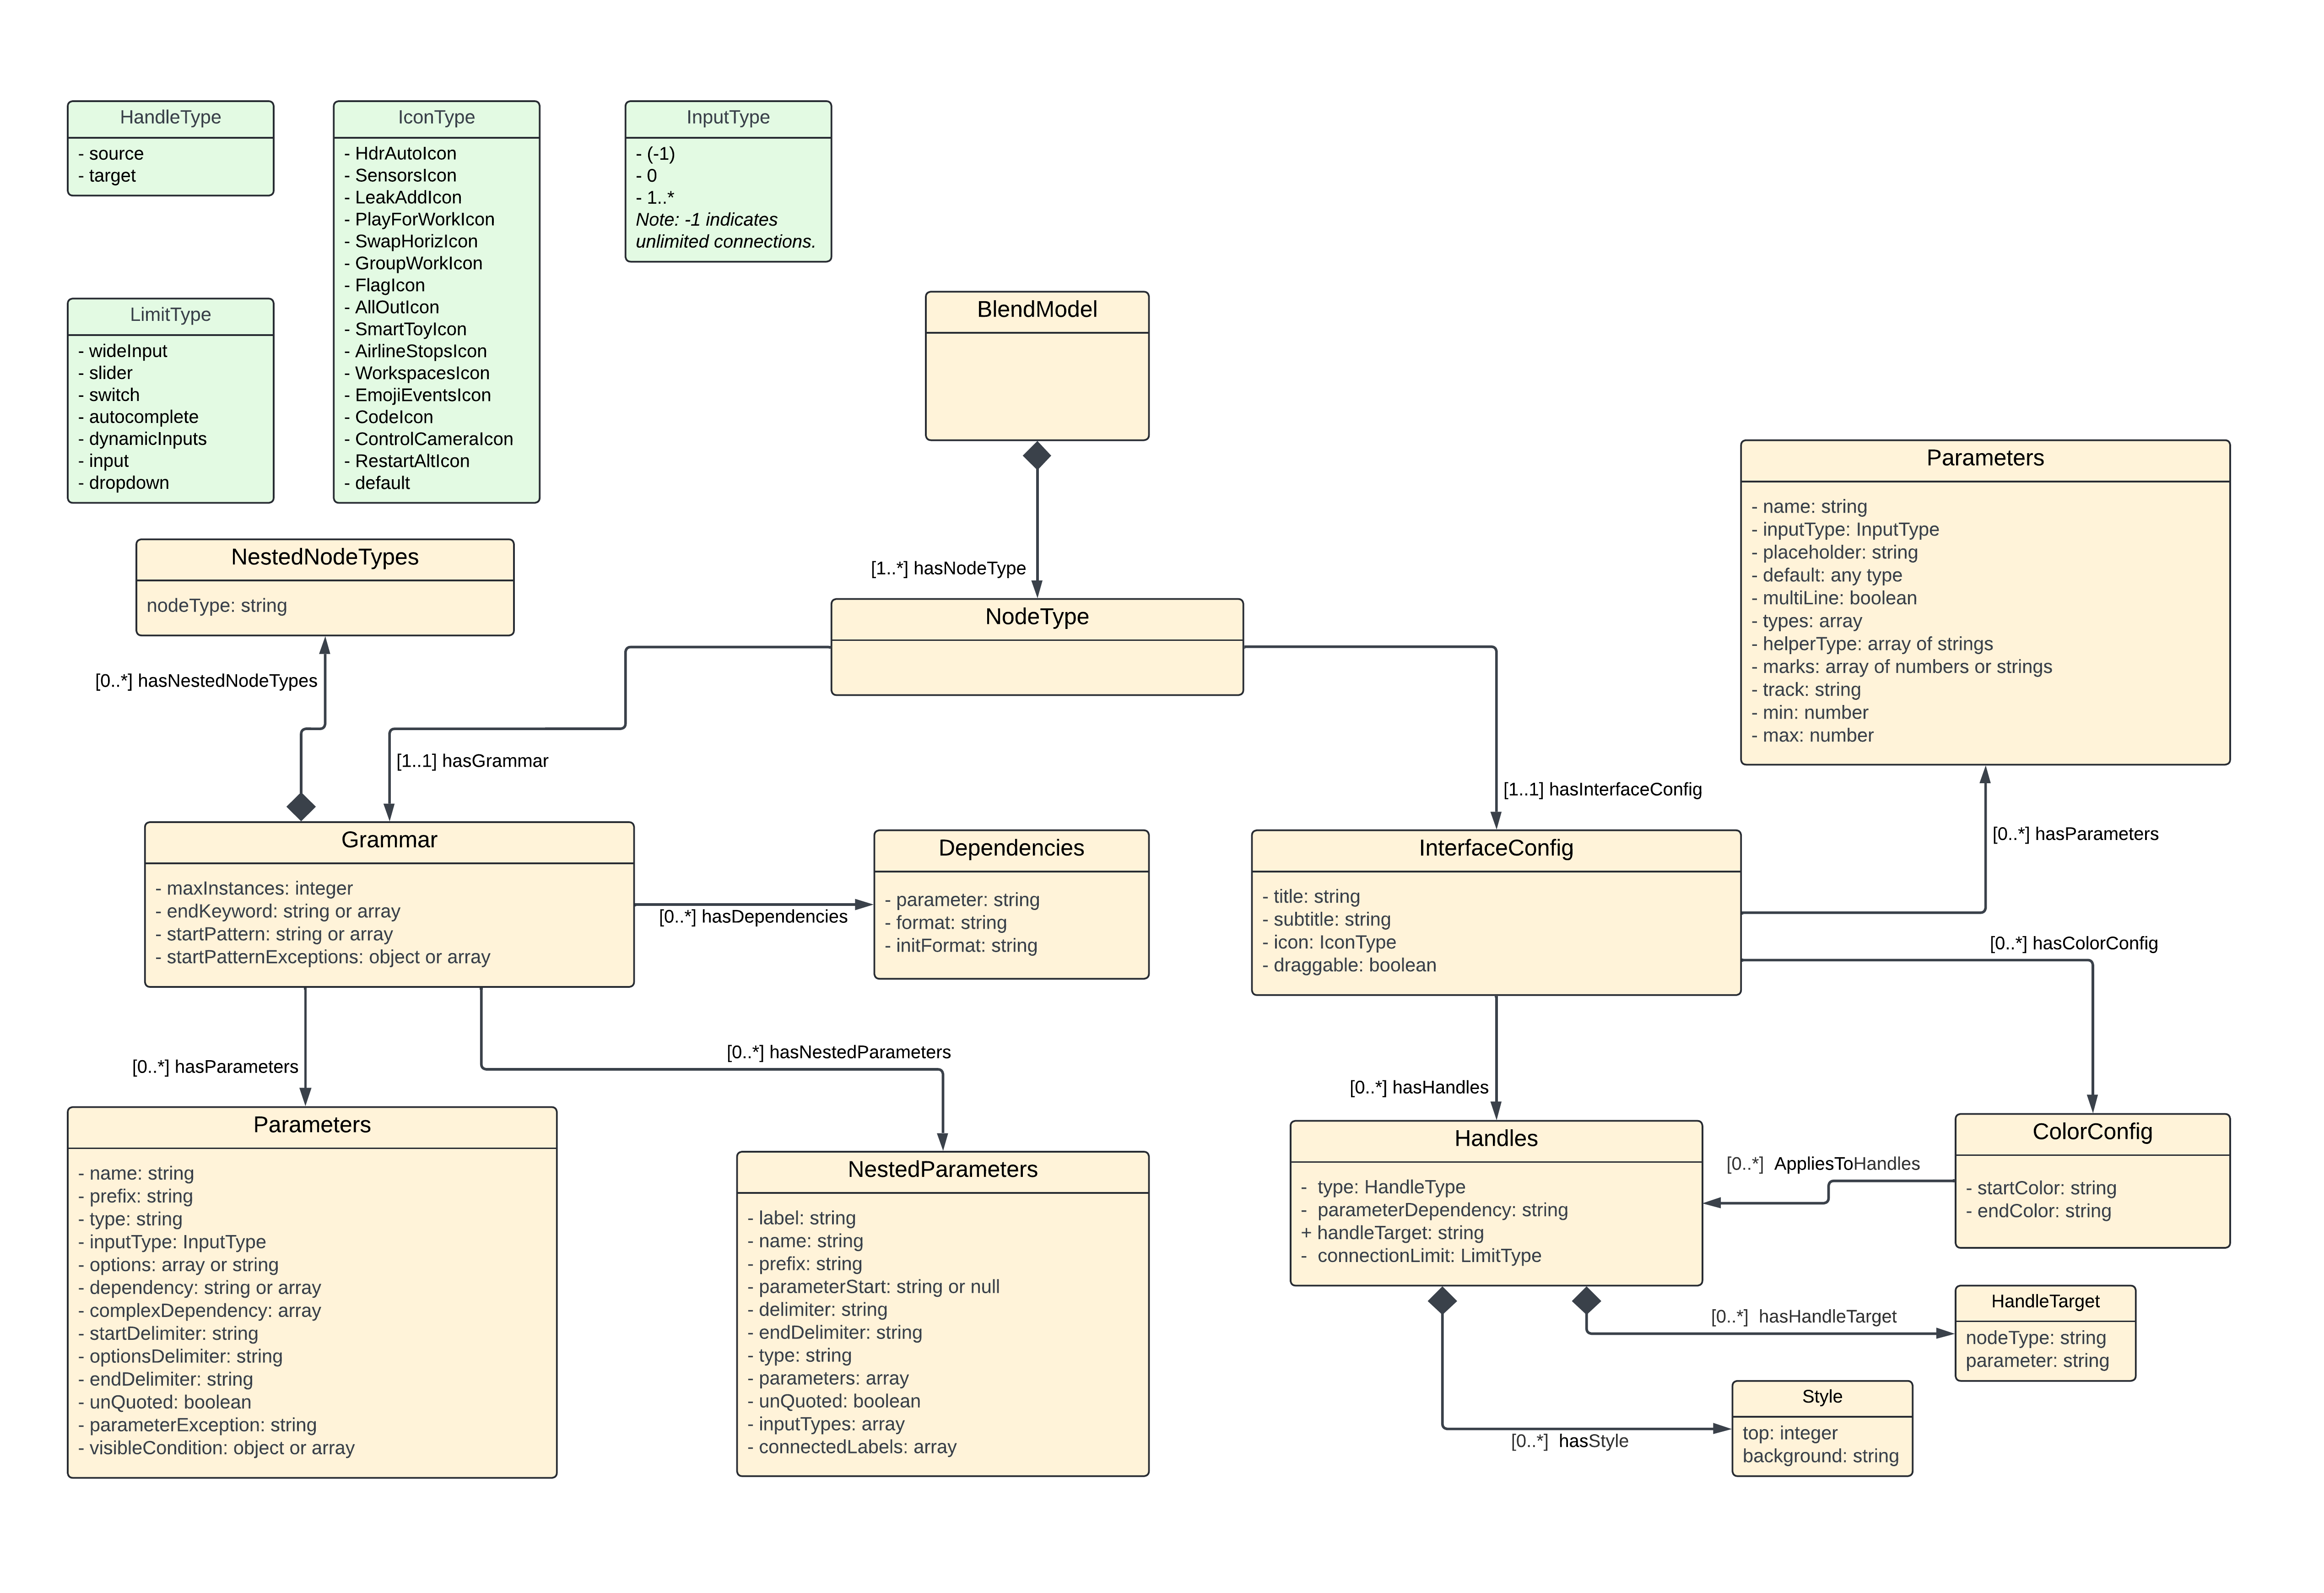 HandleType
- source
- target
IconType
- HdrAutoIcon
- SensorsIcon
- LeakAddIcon
- PlayForWorkIcon
- SwapHorizIcon
- GroupWorkIcon
- FlagIcon
- AllOutIcon
- SmartToyIcon
- AirlineStopsIcon
- WorkspacesIcon
- EmojiEventsIcon
- CodeIcon
- ControlCameraIcon
- RestartAltIcon
- default
InputType
- (-1)
- 0
- 1..*
Note: -1 indicates
unlimited connections.
LimitType
- wideInput
- slider
- switch
- autocomplete
- dynamicInputs
- input
- dropdown
BlendModel
[1..*] hasNodeType
NodeType
Parameters
- name: string
- inputType: InputType
- placeholder: string
- default: any type
- multiLine: boolean
- types: array
- helperType: array of strings
- marks: array of numbers or strings
- track: string
- min: number
- max: number
NestedNodeTypes
nodeType: string
[0..*] hasNestedNodeTypes
[1..1] hasGrammar
[1..1] hasInterfaceConfig
[0..*] hasParameters
Grammar
- maxInstances: integer
- endKeyword: string or array
- startPattern: string or array
- startPatternExceptions: object or array
[0..*] hasDependencies
Dependencies
- parameter: string
- format: string
- initFormat: string
InterfaceConfig
- title: string
- subtitle: string
- icon: IconType
- draggable: boolean
[0..*] hasColorConfig
[0..*] hasParameters
[0..*] hasNestedParameters
[0..*] hasHandles
Parameters
- name: string
- prefix: string
- type: string
- inputType: InputType
- options: array or string
- dependency: string or array
- complexDependency: array
- startDelimiter: string
- optionsDelimiter: string
- endDelimiter: string
- unQuoted: boolean
- parameterException: string
- visibleCondition: object or array
NestedParameters
- label: string
- name: string
- prefix: string
- parameterStart: string or null
- delimiter: string
- endDelimiter: string
- type: string
- parameters: array
- unQuoted: boolean
- inputTypes: array
- connectedLabels: array
Handles
- type: HandleType
- parameterDependency: string
+ handleTarget: string
- connectionLimit: LimitType
[0..*] AppliesToHandles
ColorConfig
- startColor: string
- endColor: string
[0..*] hasHandleTarget
HandleTarget
nodeType: string
parameter: string
[0..*] hasStyle
Style
top: integer
background: string